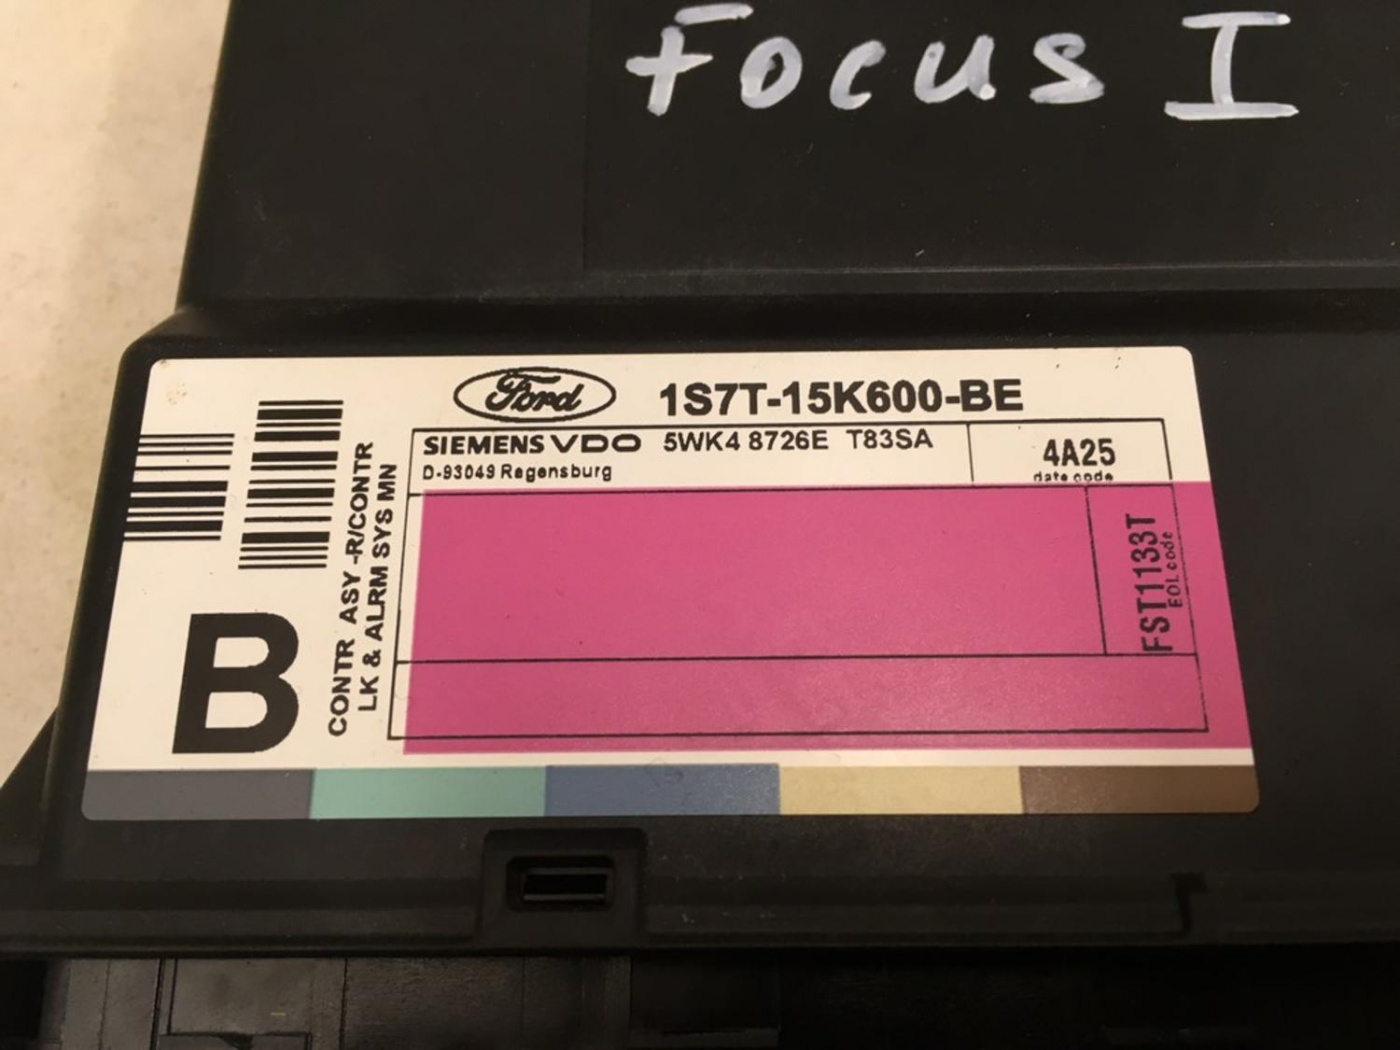 Focus I
Ford 1S7T-15K600-BE
SIEMENS VDO 5WK4 8726E T83SA
D-93049 Regensburg
4A25
date code
FST1133T
EOL code
CONTR ASY -R/CONTR
LK & ALRM SYS MN
B